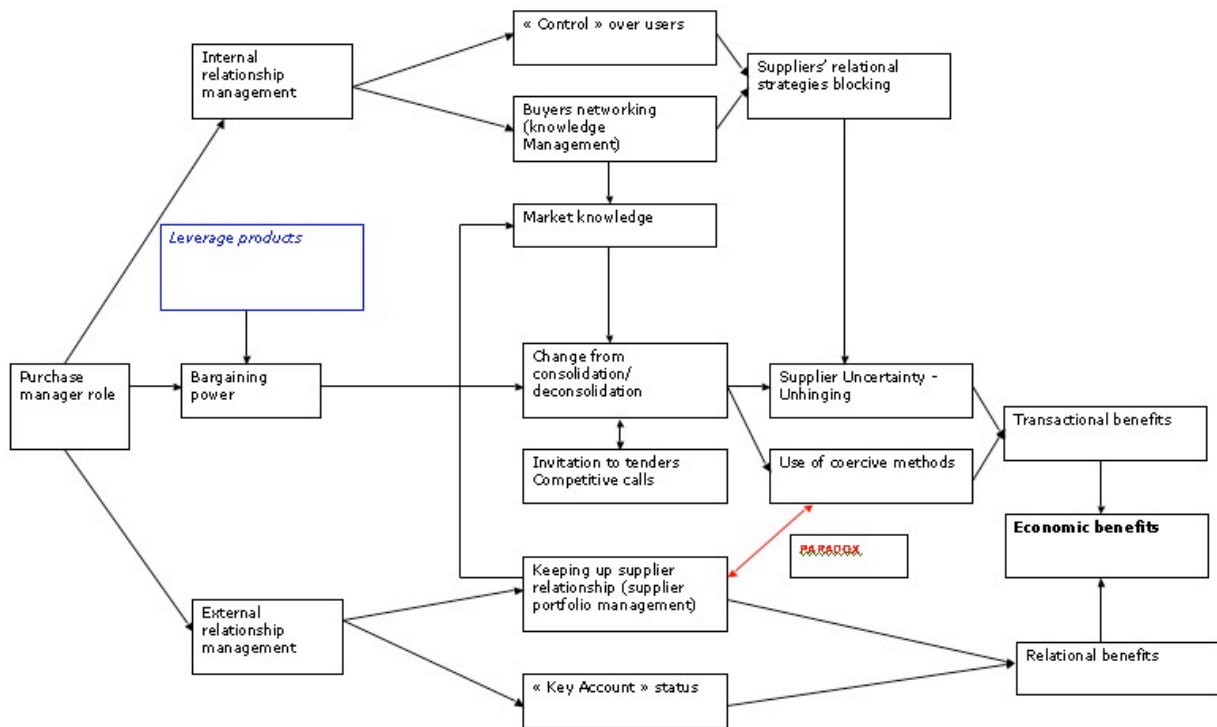 « Control » over users
Internal
relationship
management
Suppliers' relational
strategies blocking
Buyers networking
(knowledge
Management)
Market knowledge
Leverage products
Purchase
manager role
Bargaining
power
Change from
consolidation/
deconsolidation
Supplier Uncertainty -
Unhinging
Transactional benefits
Invitation to tenders
Competitive calls
Use of coercive methods
Economic benefits
PARADOX
Keeping up supplier
relationship (supplier
portfolio management)
External
relationship
management
Relational benefits
« Key Account » status